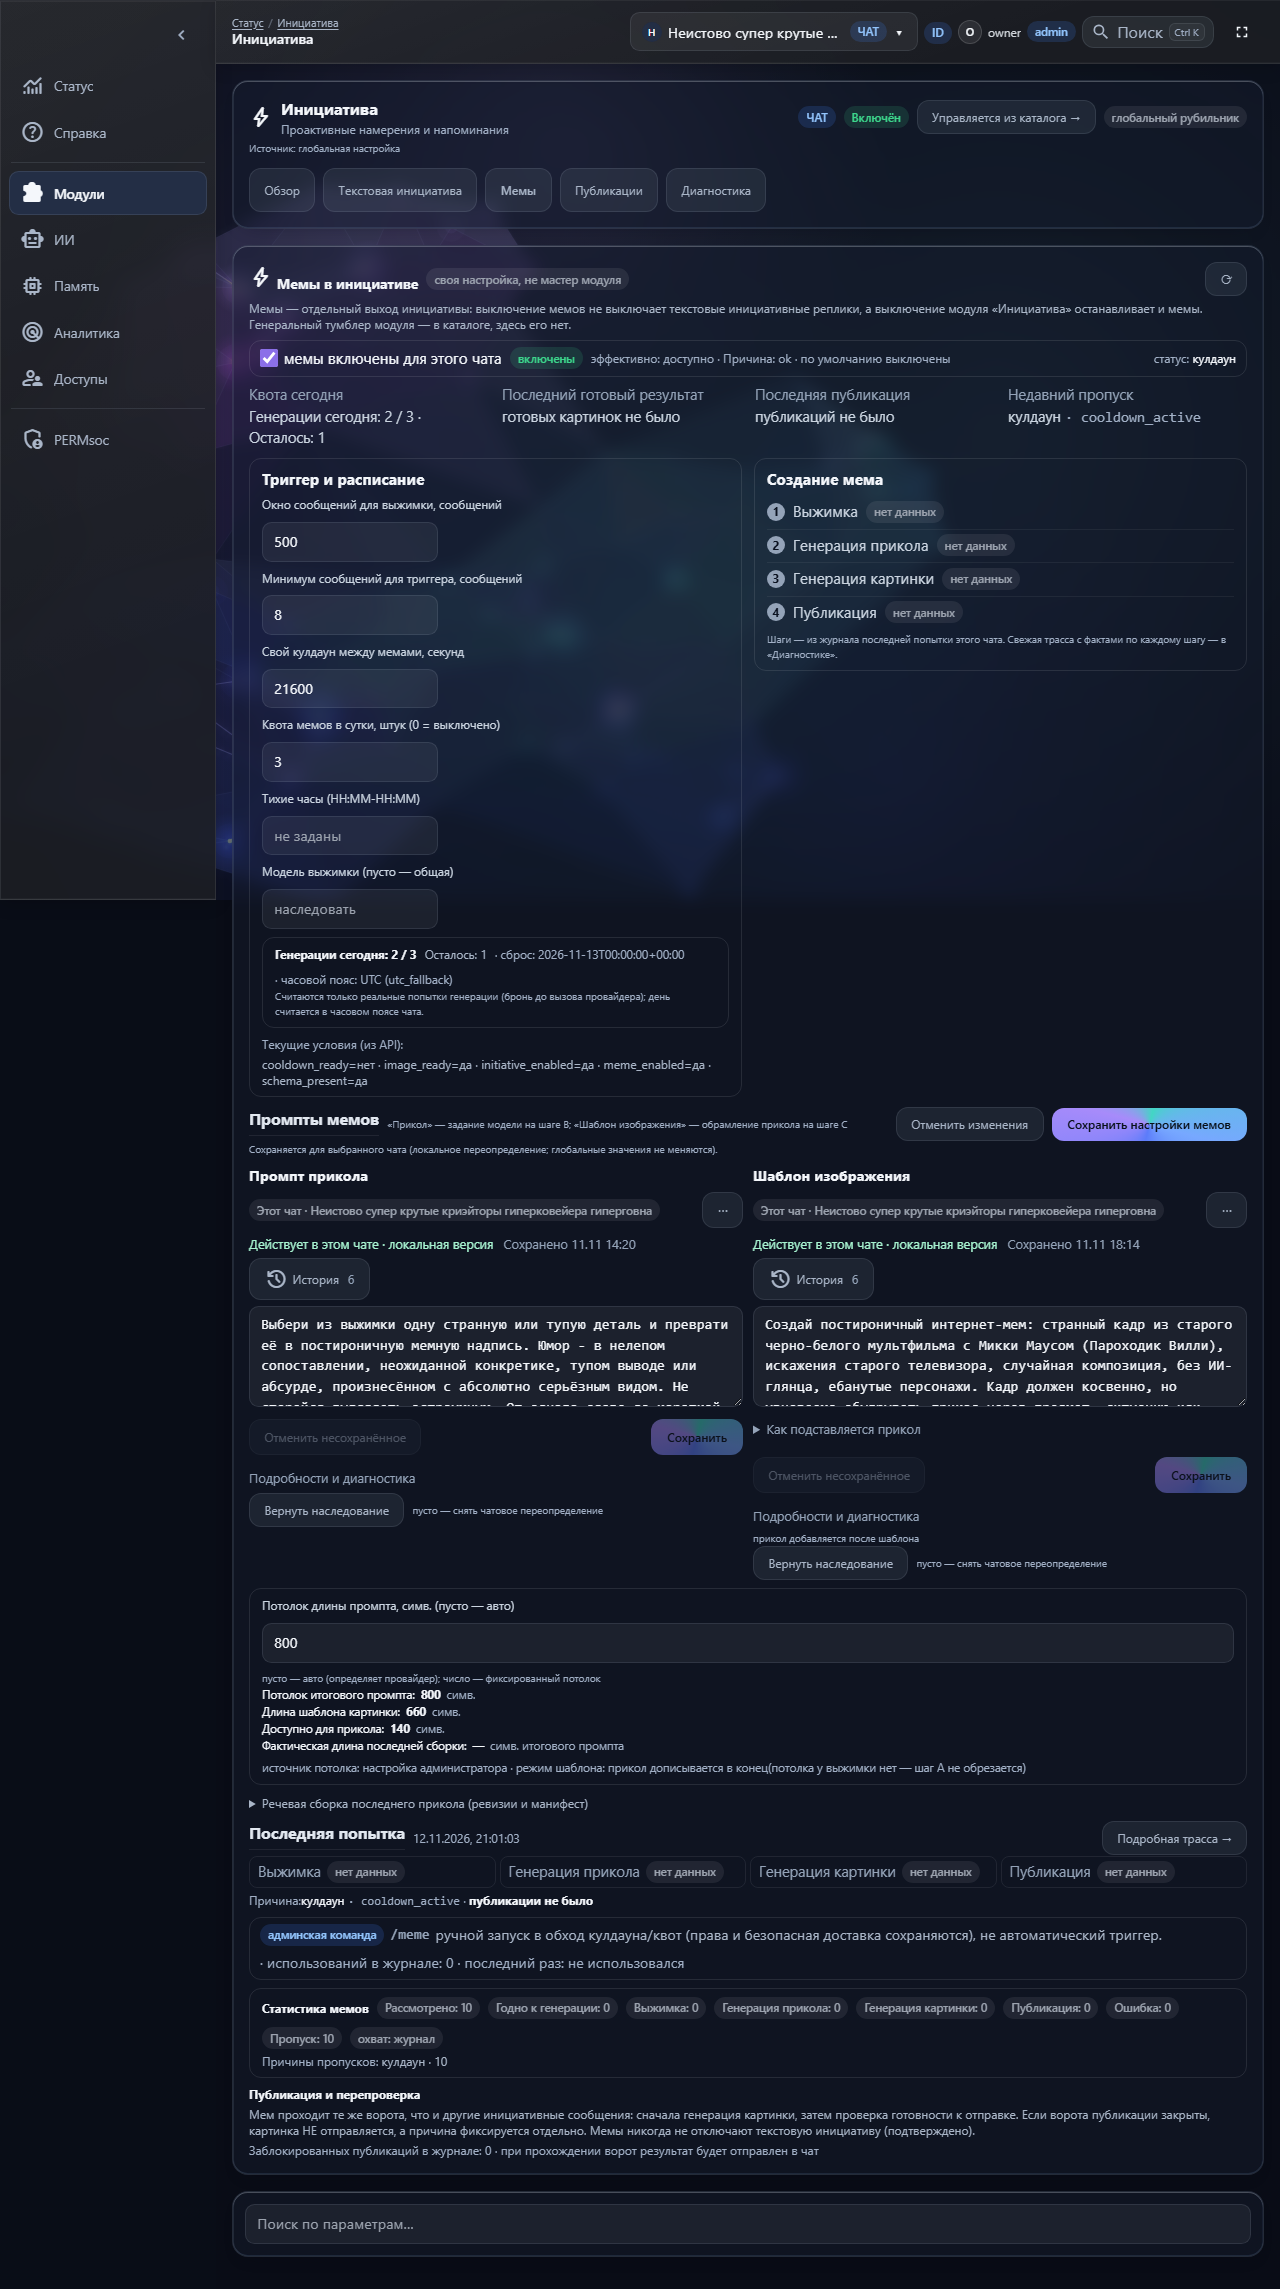 Статус / Инициатива
Инициатива
Н Неистово супер крутые ... ЧАТ ▾ ID O owner admin Поиск Ctrl K
Статус
Справка
Модули
ИИ
Память
Аналитика
Доступы
PERMsoc
Инициатива
Проактивные намерения и напоминания
ЧАТ Включён Управляется из каталога → глобальный рубильник
Источник: глобальная настройка
Обзор Текстовая инициатива Мемы Публикации Диагностика
Мемы в инициативе своя настройка, не мастер модуля
Мемы — отдельный выход инициативы: выключение мемов не выключает текстовые инициативные реплики, а выключение модуля «Инициатива» останавливает и мемы.
Генеральный тумблер модуля — в каталоге, здесь его нет.
мемы включены для этого чата включены эффективно: доступно · Причина: ok · по умолчанию выключены статус: кулдаун
Квота сегодня
Генерации сегодня: 2 / 3 ·
Осталось: 1
Последний готовый результат
готовых картинок не было
Последняя публикация
публикаций не было
Недавний пропуск
кулдаун · cooldown_active
Триггер и расписание
Окно сообщений для выжимки, сообщений
500
Минимум сообщений для триггера, сообщений
8
Свой кулдаун между мемами, секунд
21600
Квота мемов в сутки, штук (0 = выключено)
3
Тихие часы (HH:MM-HH:MM)
не заданы
Модель выжимки (пусто — общая)
наследовать
Генерации сегодня: 2 / 3 Осталось: 1 · сброс: 2026-11-13T00:00:00+00:00
· часовой пояс: UTC (utc_fallback)
Считаются только реальные попытки генерации (бронь до вызова провайдера); день
считается в часовом поясе чата.
Текущие условия (из API):
cooldown_ready=нет · image_ready=да · initiative_enabled=да · meme_enabled=да ·
schema_present=да
Создание мема
1 Выжимка нет данных
2 Генерация прикола нет данных
3 Генерация картинки нет данных
4 Публикация нет данных
Шаги — из журнала последней попытки этого чата. Свежая трасса с фактами по каждому шагу — в
«Диагностике».
Промпты мемов «Прикол» — задание модели на шаге B; «Шаблон изображения» — обрамление прикола на шаге C
Отменить изменения Сохранить настройки мемов
Сохраняется для выбранного чата (локальное переопределение; глобальные значения не меняются).
Промпт прикола
Этот чат · Неистово супер крутые криэйторы гиперковейера гиперговна ...
Действует в этом чате · локальная версия Сохранено 11.11 14:20
История 6
Выбери из выжимки одну странную или тупую деталь и преврати
её в постироничную мемную надпись. Юмор - в нелепом
сопоставлении, неожиданной конкретике, тупом выводе или
абсурде, произнесённом с абсолютно серьёзным видом. Не
Отменить несохранённое Сохранить
Подробности и диагностика
Вернуть наследование пусто — снять чатовое переопределение
Шаблон изображения
Этот чат · Неистово супер крутые криэйторы гиперковейера гиперговна ...
Действует в этом чате · локальная версия Сохранено 11.11 18:14
История 6
Создай постироничный интернет-мем: странный кадр из старого
черно-белого мультфильма с Микки Маусом (Пароходик Вилли),
искажения старого телевизора, случайная композиция, без ИИ-
глянца, ебанутые персонажи. Кадр должен косвенно, но
▶ Как подставляется прикол
Отменить несохранённое Сохранить
Подробности и диагностика
прикол добавляется после шаблона
Вернуть наследование пусто — снять чатовое переопределение
Потолок длины промпта, симв. (пусто — авто)
800
пусто — авто (определяет провайдер); число — фиксированный потолок
Потолок итогового промпта: 800 симв.
Длина шаблона картинки: 660 симв.
Доступно для прикола: 140 симв.
Фактическая длина последней сборки: — симв. итогового промпта
источник потолка: настройка администратора · режим шаблона: прикол дописывается в конец(потолка у выжимки нет — шаг A не обрезается)
▶ Речевая сборка последнего прикола (ревизии и манифест)
Последняя попытка 12.11.2026, 21:01:03 Подробная трасса →
Выжимка нет данных Генерация прикола нет данных Генерация картинки нет данных Публикация нет данных
Причина:кулдаун · cooldown_active · публикации не было
админская команда /meme ручной запуск в обход кулдауна/квот (права и безопасная доставка сохраняются), не автоматический триггер.
· использований в журнале: 0 · последний раз: не использовался
Статистика мемов Рассмотрено: 10 Годно к генерации: 0 Выжимка: 0 Генерация прикола: 0 Генерация картинки: 0 Публикация: 0 Ошибка: 0
Пропуск: 10 охват: журнал
Причины пропусков: кулдаун · 10
Публикация и перепроверка
Мем проходит те же ворота, что и другие инициативные сообщения: сначала генерация картинки, затем проверка готовности к отправке. Если ворота публикации закрыты,
картинка НЕ отправляется, а причина фиксируется отдельно. Мемы никогда не отключают текстовую инициативу (подтверждено).
Заблокированных публикаций в журнале: 0 · при прохождении ворот результат будет отправлен в чат
Поиск по параметрам...